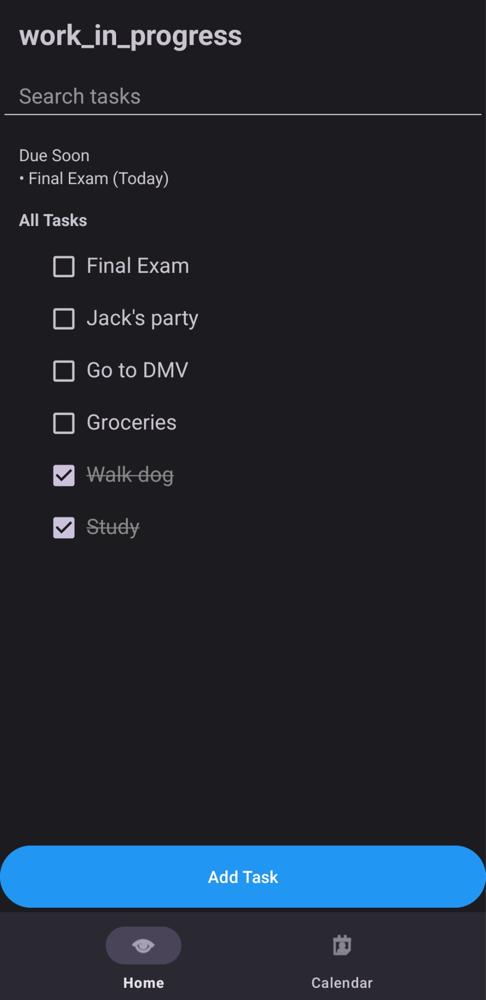 work_in_progress
Search tasks
Due Soon
• Final Exam (Today)
All Tasks
Final Exam
Jack's party
Go to DMV
Groceries
Walk dog
Study
Add Task
Home
Calendar